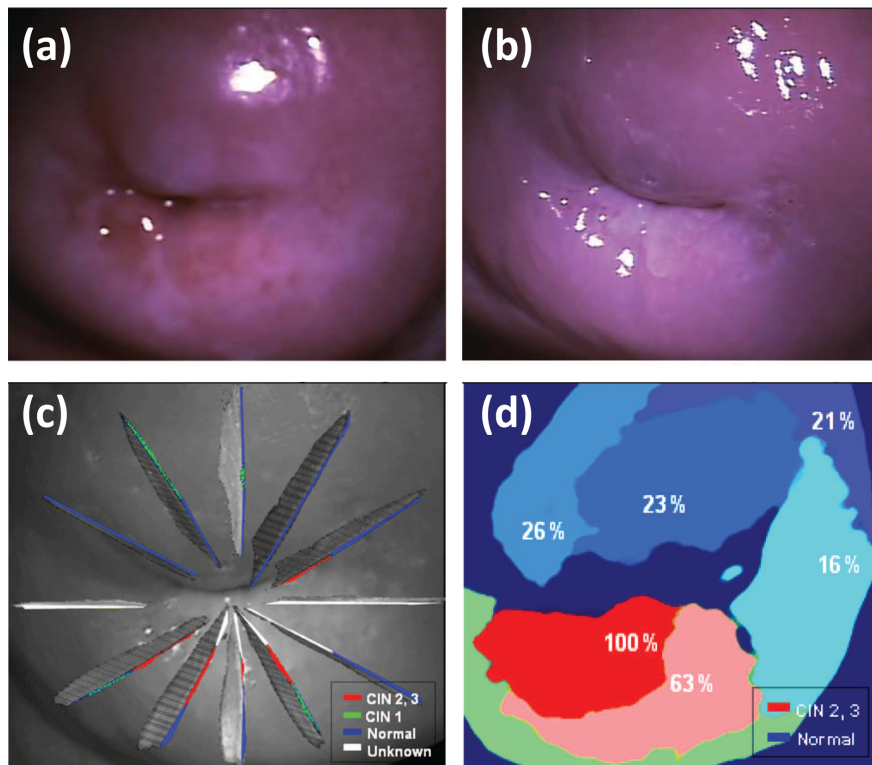 (a)
(b)
(c)
CIN 2, 3
CIN 1
Normal
Unknown
(d)
21 %
23 %
26 %
16 %
100 %
63 %
CIN 2, 3
Normal